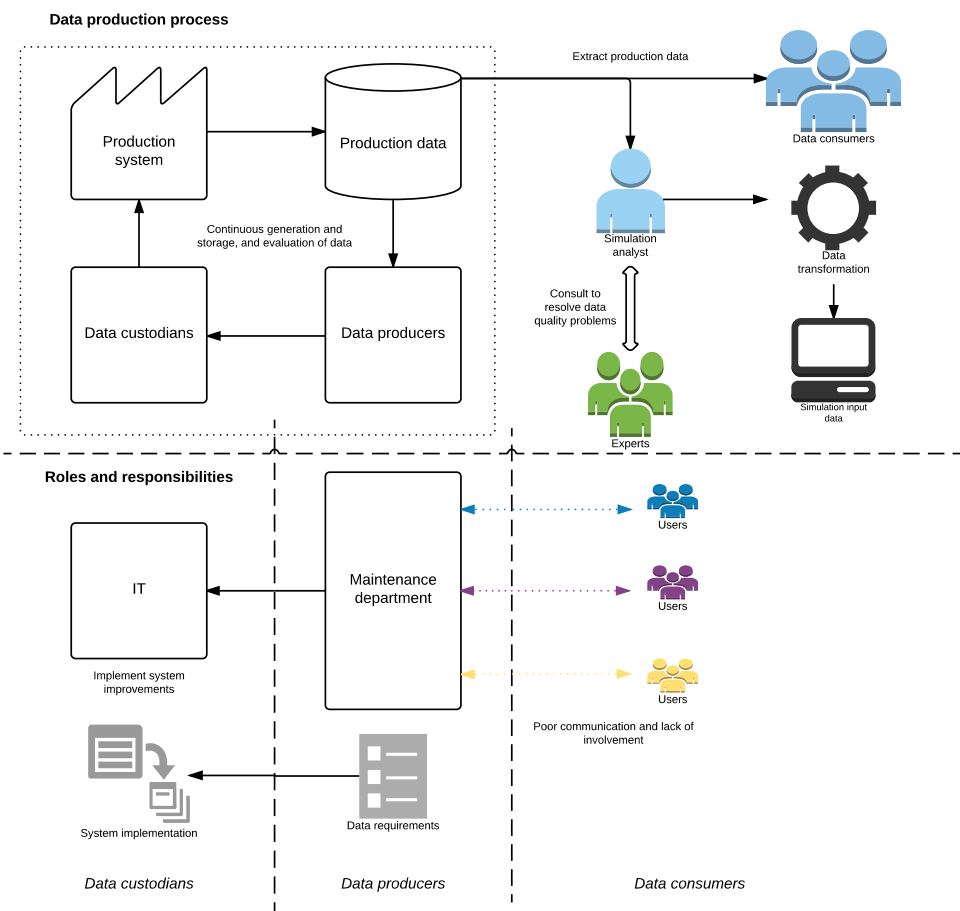 Data production process
Extract production data
Data consumers
Production
system
Production data
Continuous generation and
storage, and evaluation of data
Simulation
analyst
Data
transformation
Data custodians
Data producers
Consult to
resolve data
quality problems
Simulation input
data
Experts
Roles and responsibilities
IT
Maintenance
department
Users
Users
Users
Implement system
improvements
Poor communication and lack of
involvement
System implementation
Data requirements
Data custodians
Data producers
Data consumers